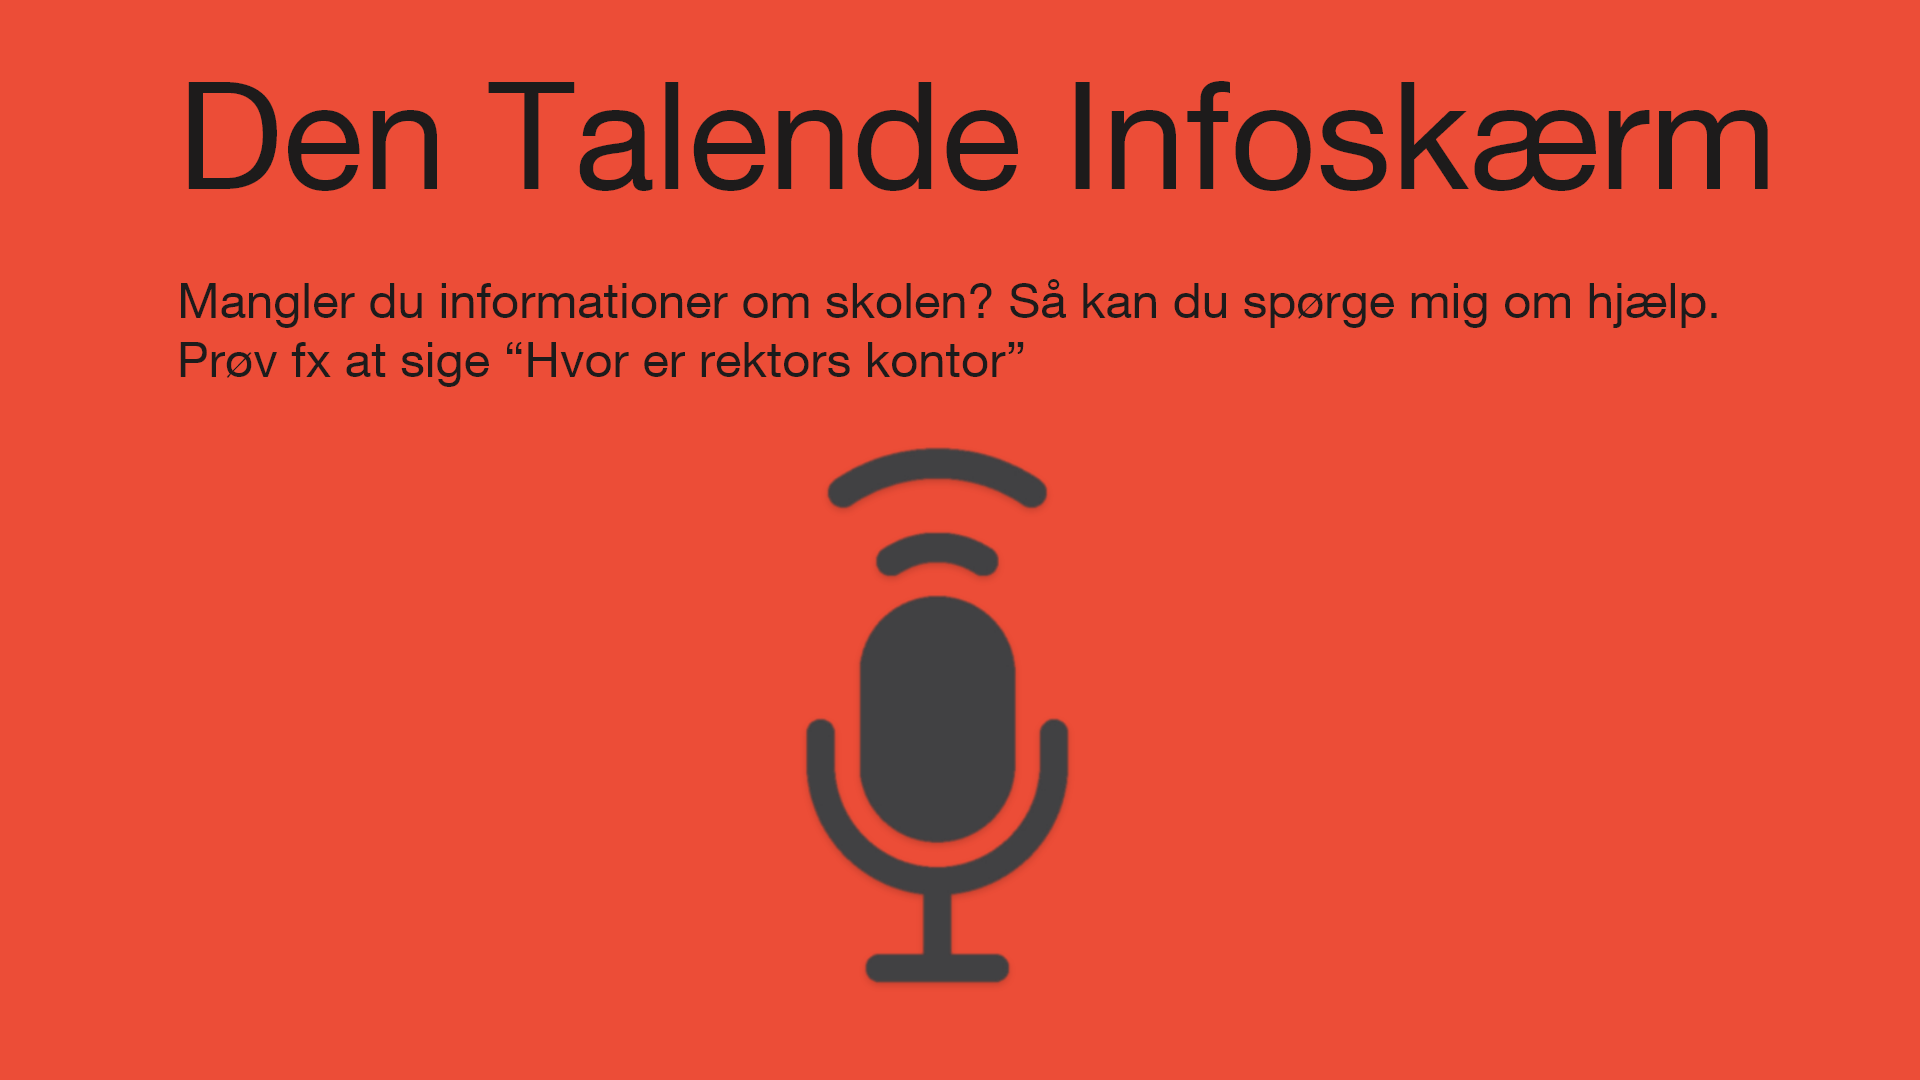 Den Talende Infoskærm
Mangler du informationer om skolen? Så kan du spørge mig om hjælp.
Prøv fx at sige “Hvor er rektors kontor”